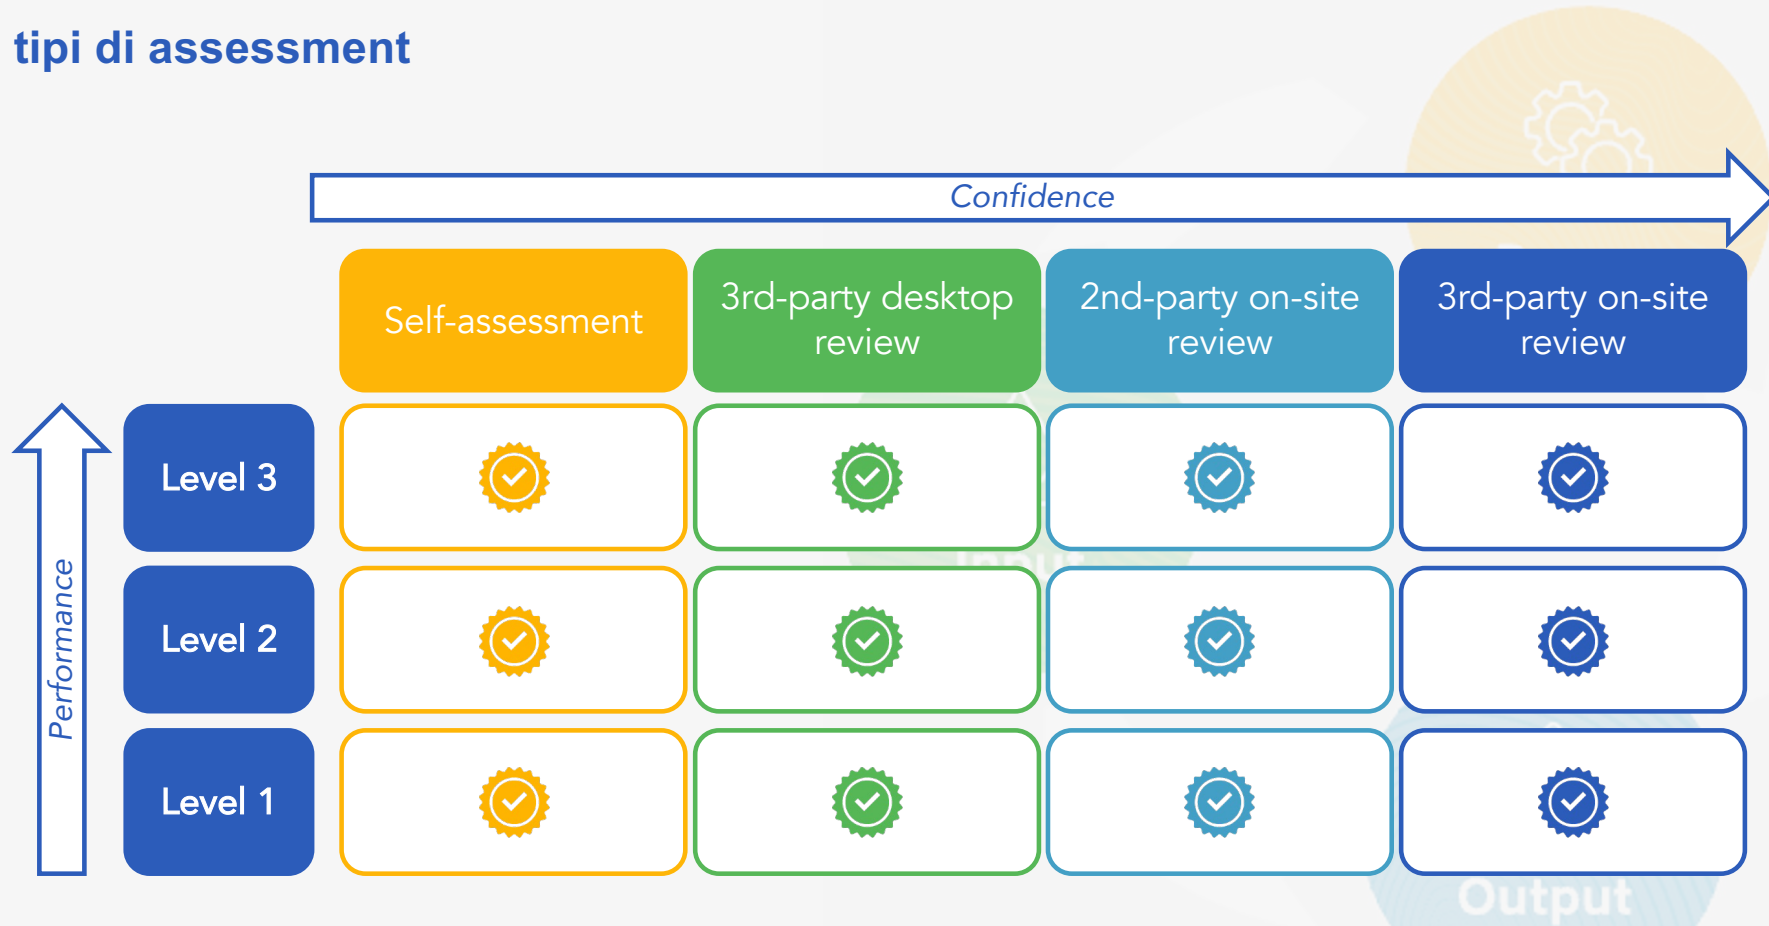 tipi di assessment
Confidence
Self-assessment
3rd-party desktop
review
2nd-party on-site
review
3rd-party on-site
review
Performance
Level 3
Level 2
Level 1
Input
Output